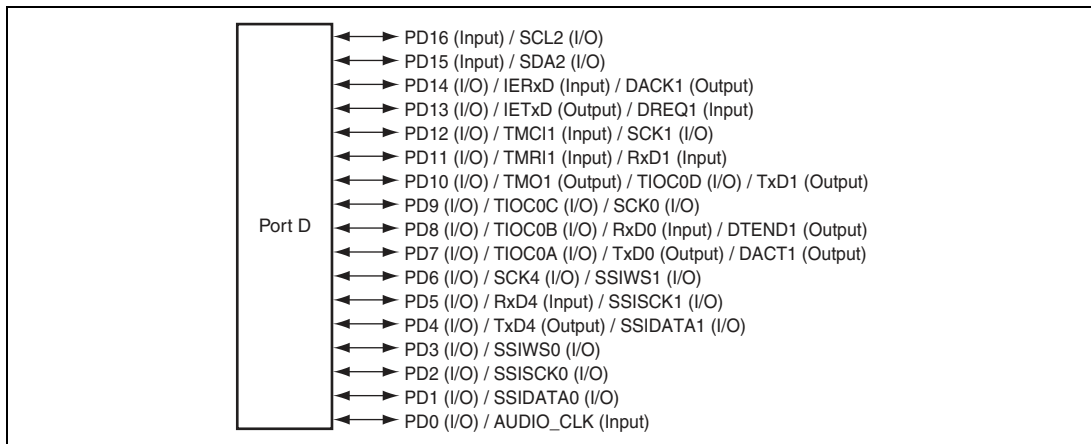 Port D
PD16 (Input) / SCL2 (I/O)
PD15 (Input) / SDA2 (I/O)
PD14 (I/O) / IERxD (Input) / DACK1 (Output)
PD13 (I/O) / IETxD (Output) / DREQ1 (Input)
PD12 (I/O) / TMCI1 (Input) / SCK1 (I/O)
PD11 (I/O) / TMRI1 (Input) / RxD1 (Input)
PD10 (I/O) / TMO1 (Output) / TIOC0D (I/O) / TxD1 (Output)
PD9 (I/O) / TIOC0C (I/O) / SCK0 (I/O)
PD8 (I/O) / TIOC0B (I/O) / RxD0 (Input) / DTEND1 (Output)
PD7 (I/O) / TIOC0A (I/O) / TxD0 (Output) / DACT1 (Output)
PD6 (I/O) / SCK4 (I/O) / SSIWS1 (I/O)
PD5 (I/O) / RxD4 (Input) / SSISCK1 (I/O)
PD4 (I/O) / TxD4 (Output) / SSIDATA1 (I/O)
PD3 (I/O) / SSIWS0 (I/O)
PD2 (I/O) / SSISCK0 (I/O)
PD1 (I/O) / SSIDATA0 (I/O)
PD0 (I/O) / AUDIO_CLK (Input)